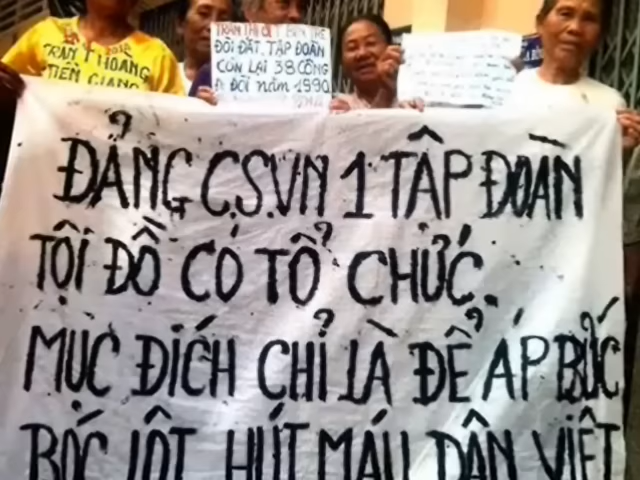 TRẦN T HOÀNG
TIỀN GIANG
TRẦN THỊ
ĐÒI ĐẤT. TẬP ĐOÀN
CÒN LẠI 38 CÔNG
ĐÒI năm 1990
ĐẢNG C.S.VN 1 TẬP ĐOÀN
TỘI ĐỒ CÓ TỔ CHỨC.
MỤC ĐÍCH CHỈ LÀ ĐỂ ÁP BỨC
BÓC LỘT HÚT MÁU DÂN VIỆT